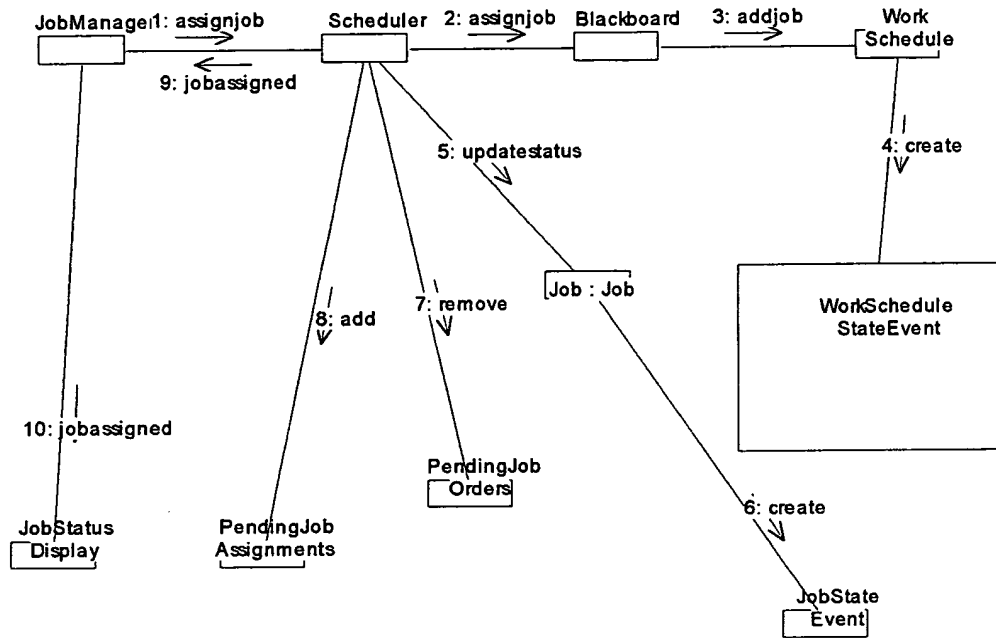 JobManager
1: assignjob
Scheduler
2: assignjob
Blackboard
3: addjob
Work
Schedule
9: jobassigned
4: create
5: updatestatus
Job : Job
WorkSchedule
StateEvent
8: add
7: remove
10: jobassigned
PendingJob
Orders
6: create
JobStatus
Display
PendingJob
Assignments
JobState
Event